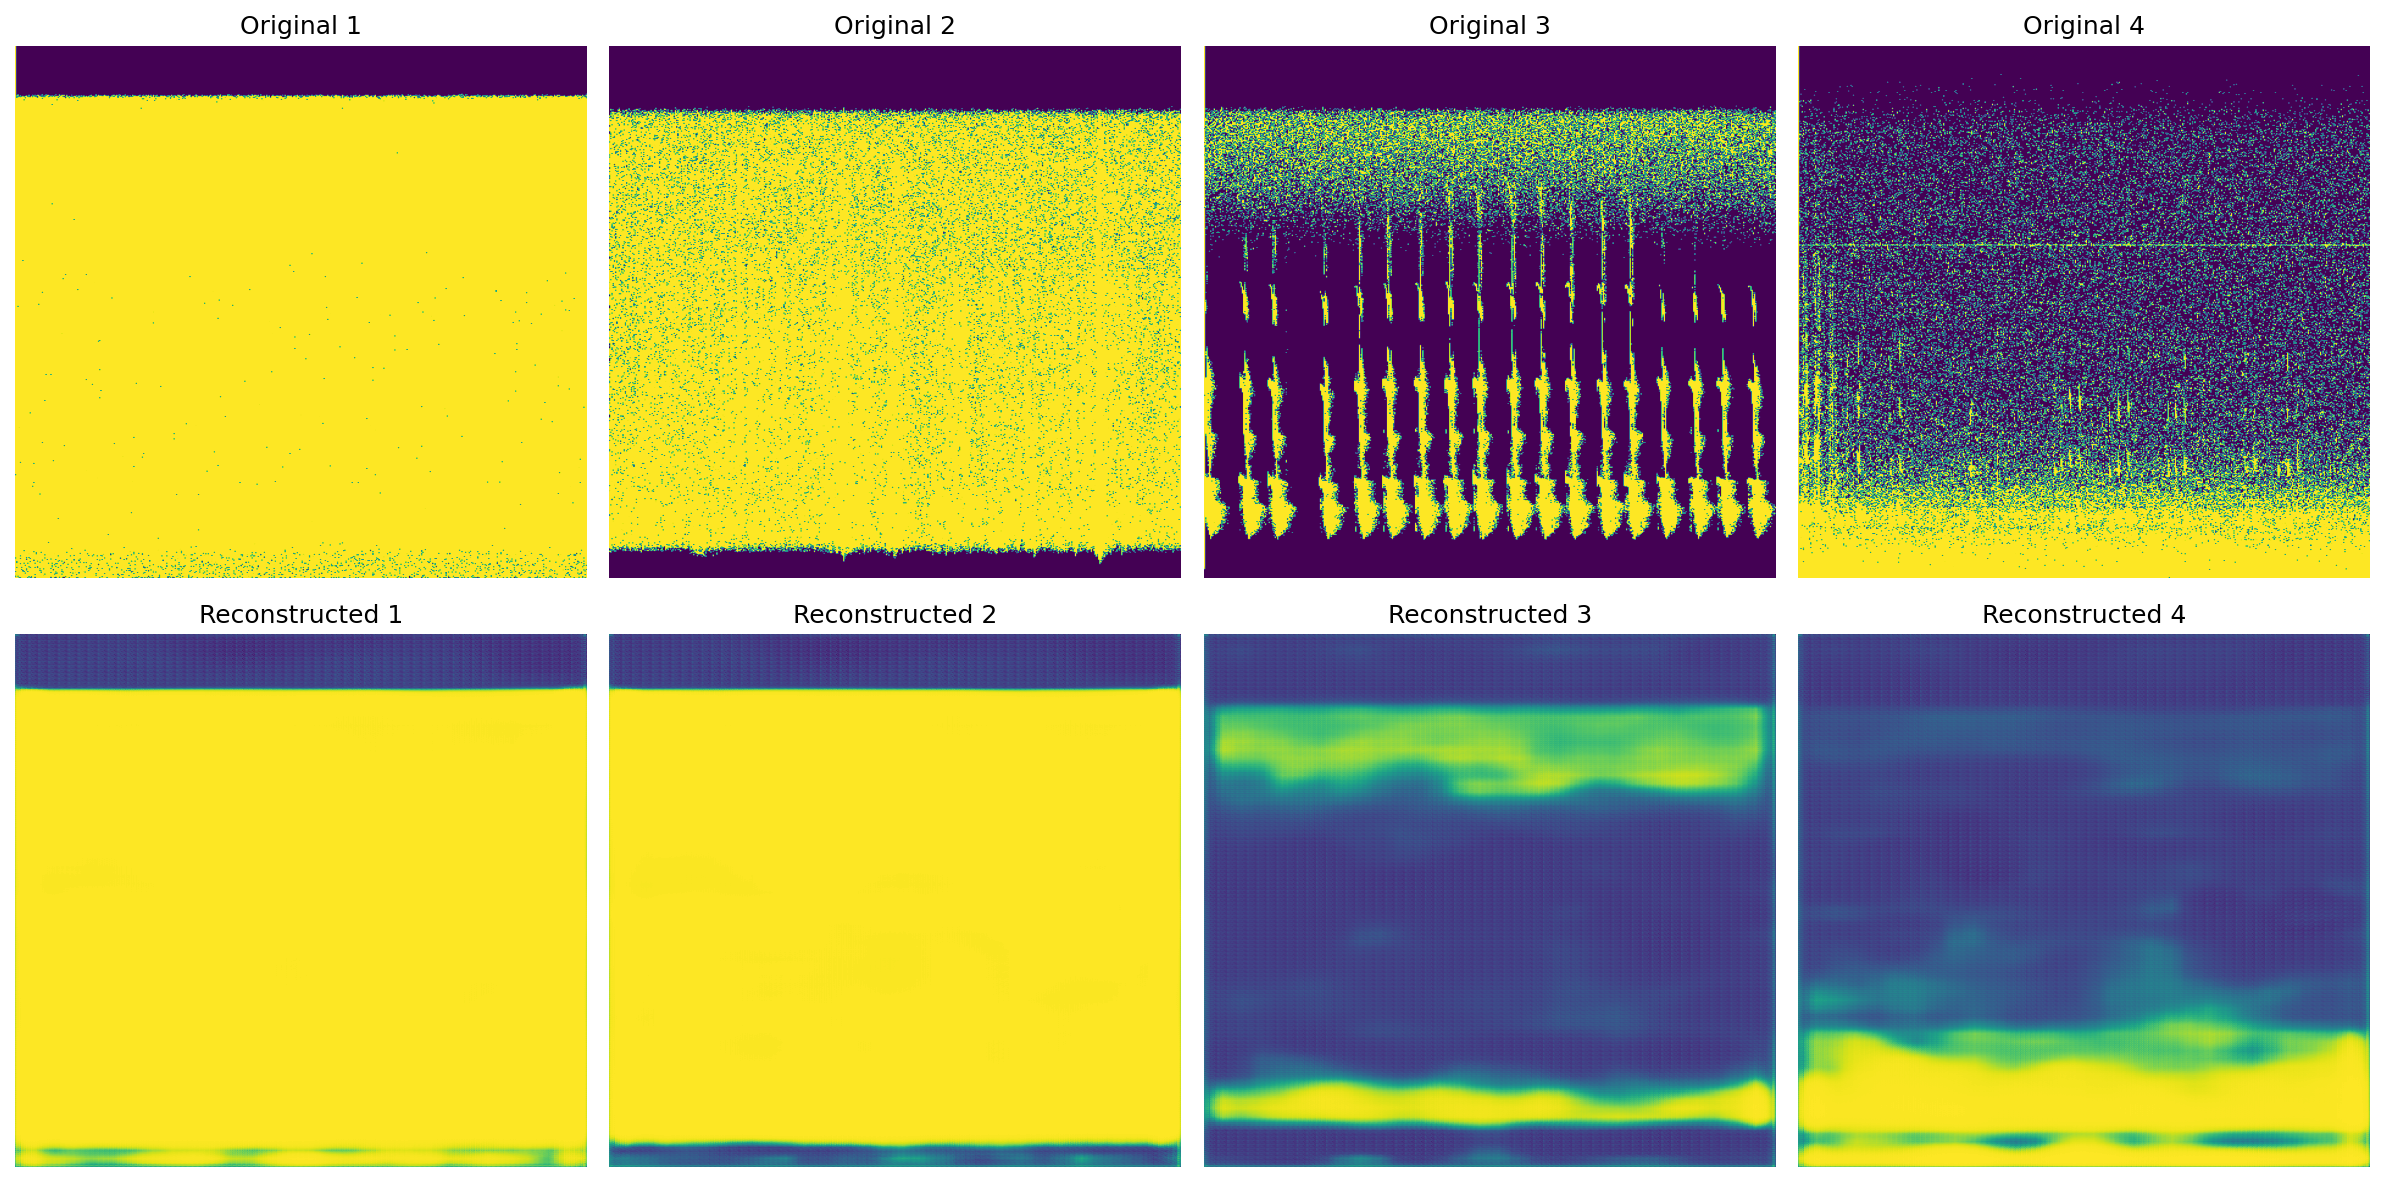 Original 1
Original 2
Original 3
Original 4
Reconstructed 1
Reconstructed 2
Reconstructed 3
Reconstructed 4